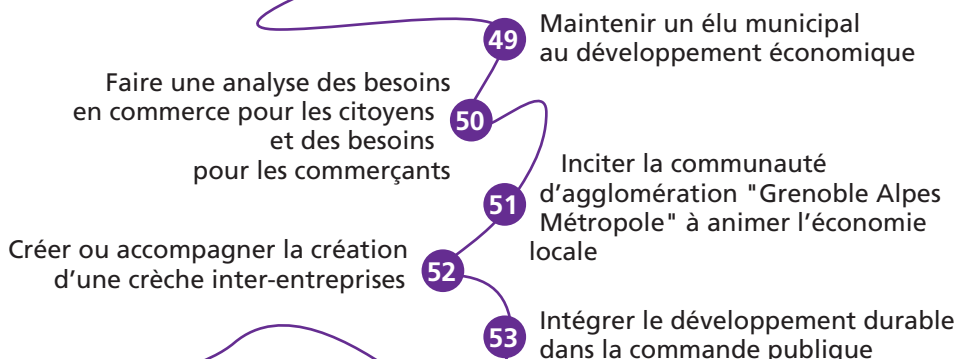 49
Maintenir un élu municipal
au développement économique
Faire une analyse des besoins
en commerce pour les citoyens
et des besoins
pour les commerçants
50
Inciter la communauté
d’agglomération "Grenoble Alpes
Métropole" à animer l’économie
locale
51
Créer ou accompagner la création
d’une crèche inter-entreprises
52
53
Intégrer le développement durable
dans la commande publique